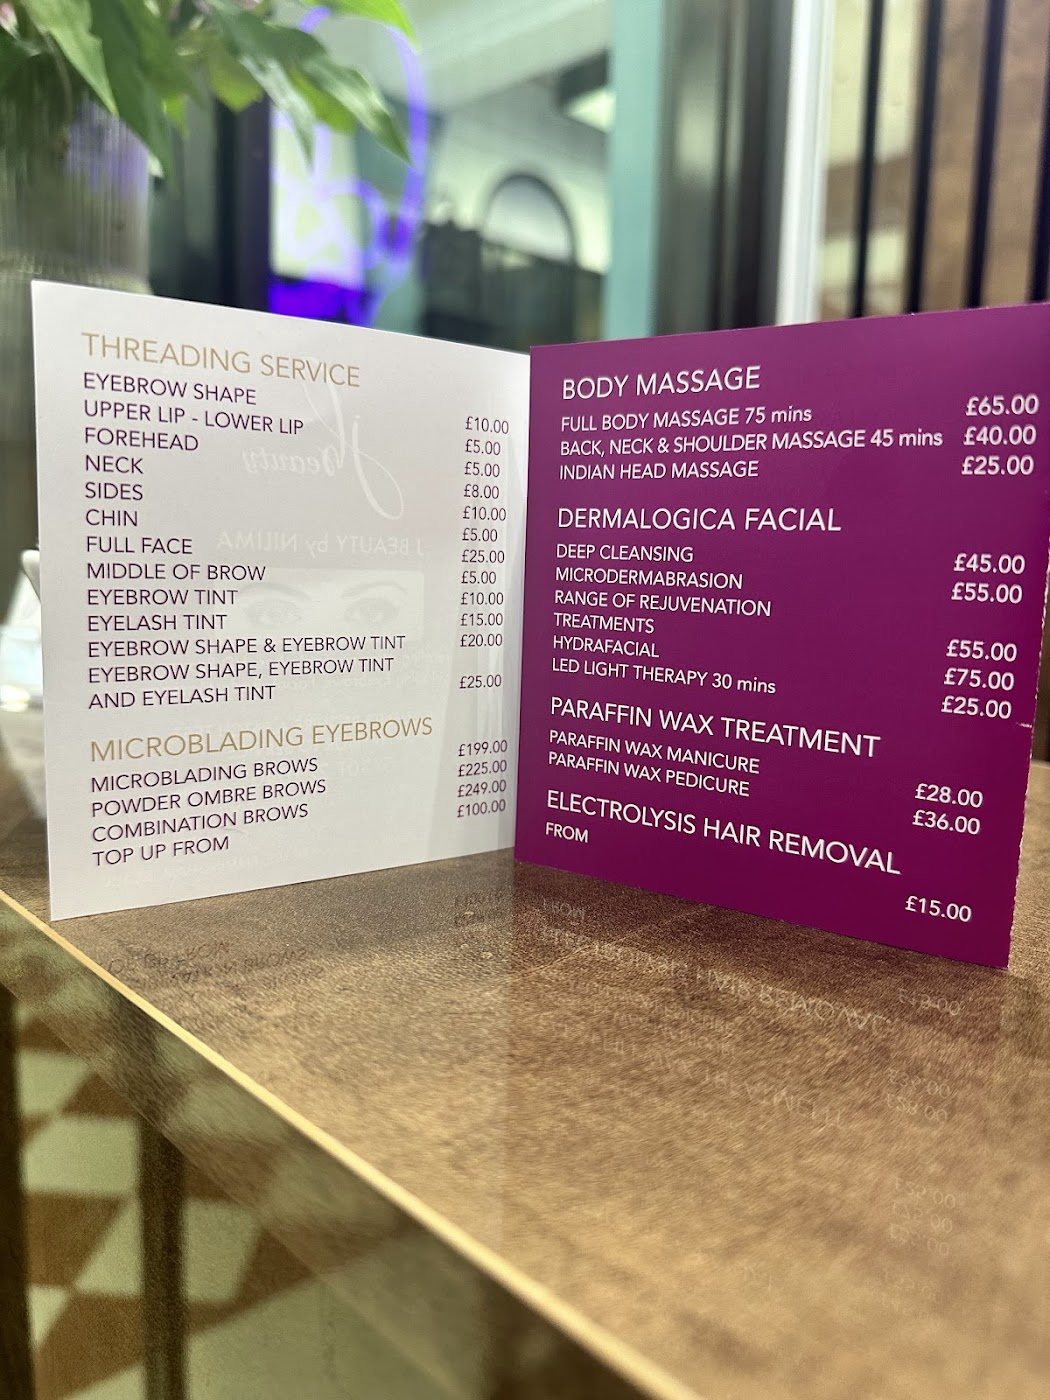 THREADING SERVICE
EYEBROW SHAPE £10.00
UPPER LIP - LOWER LIP £5.00
FOREHEAD £5.00
NECK £8.00
SIDES £10.00
CHIN £5.00
FULL FACE £25.00
MIDDLE OF BROW £5.00
EYEBROW TINT £10.00
EYELASH TINT £15.00
EYEBROW SHAPE & EYEBROW TINT £20.00
EYEBROW SHAPE, EYEBROW TINT
AND EYELASH TINT £25.00
MICROBLADING EYEBROWS
MICROBLADING BROWS £199.00
POWDER OMBRE BROWS £225.00
COMBINATION BROWS £249.00
TOP UP FROM £100.00
BODY MASSAGE
FULL BODY MASSAGE 75 mins £65.00
BACK, NECK & SHOULDER MASSAGE 45 mins £40.00
INDIAN HEAD MASSAGE £25.00
DERMALOGICA FACIAL
DEEP CLEANSING £45.00
MICRODERMABRASION £55.00
RANGE OF REJUVENATION
TREATMENTS £55.00
HYDRAFACIAL £75.00
LED LIGHT THERAPY 30 mins £25.00
PARAFFIN WAX TREATMENT
PARAFFIN WAX MANICURE £28.00
PARAFFIN WAX PEDICURE £36.00
ELECTROLYSIS HAIR REMOVAL
FROM £15.00